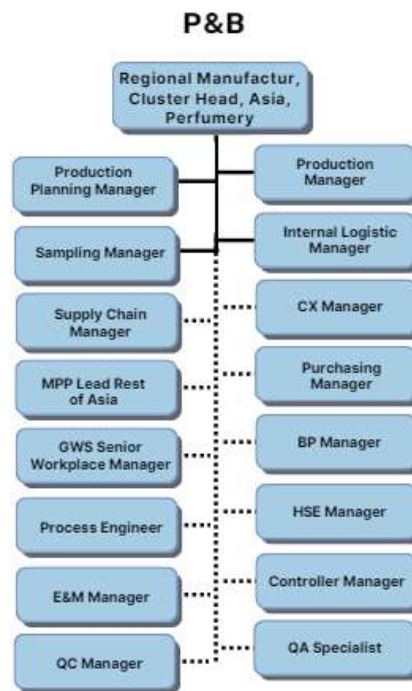 P&B
Regional Manufactur,
Cluster Head, Asia,
Perfumery
Production
Planning Manager
Production
Manager
Sampling Manager
Internal Logistic
Manager
Supply Chain
Manager
CX Manager
MPP Lead Rest
of Asia
Purchasing
Manager
GWS Senior
Workplace Manager
BP Manager
Process Engineer
HSE Manager
E&M Manager
Controller Manager
QC Manager
QA Specialist